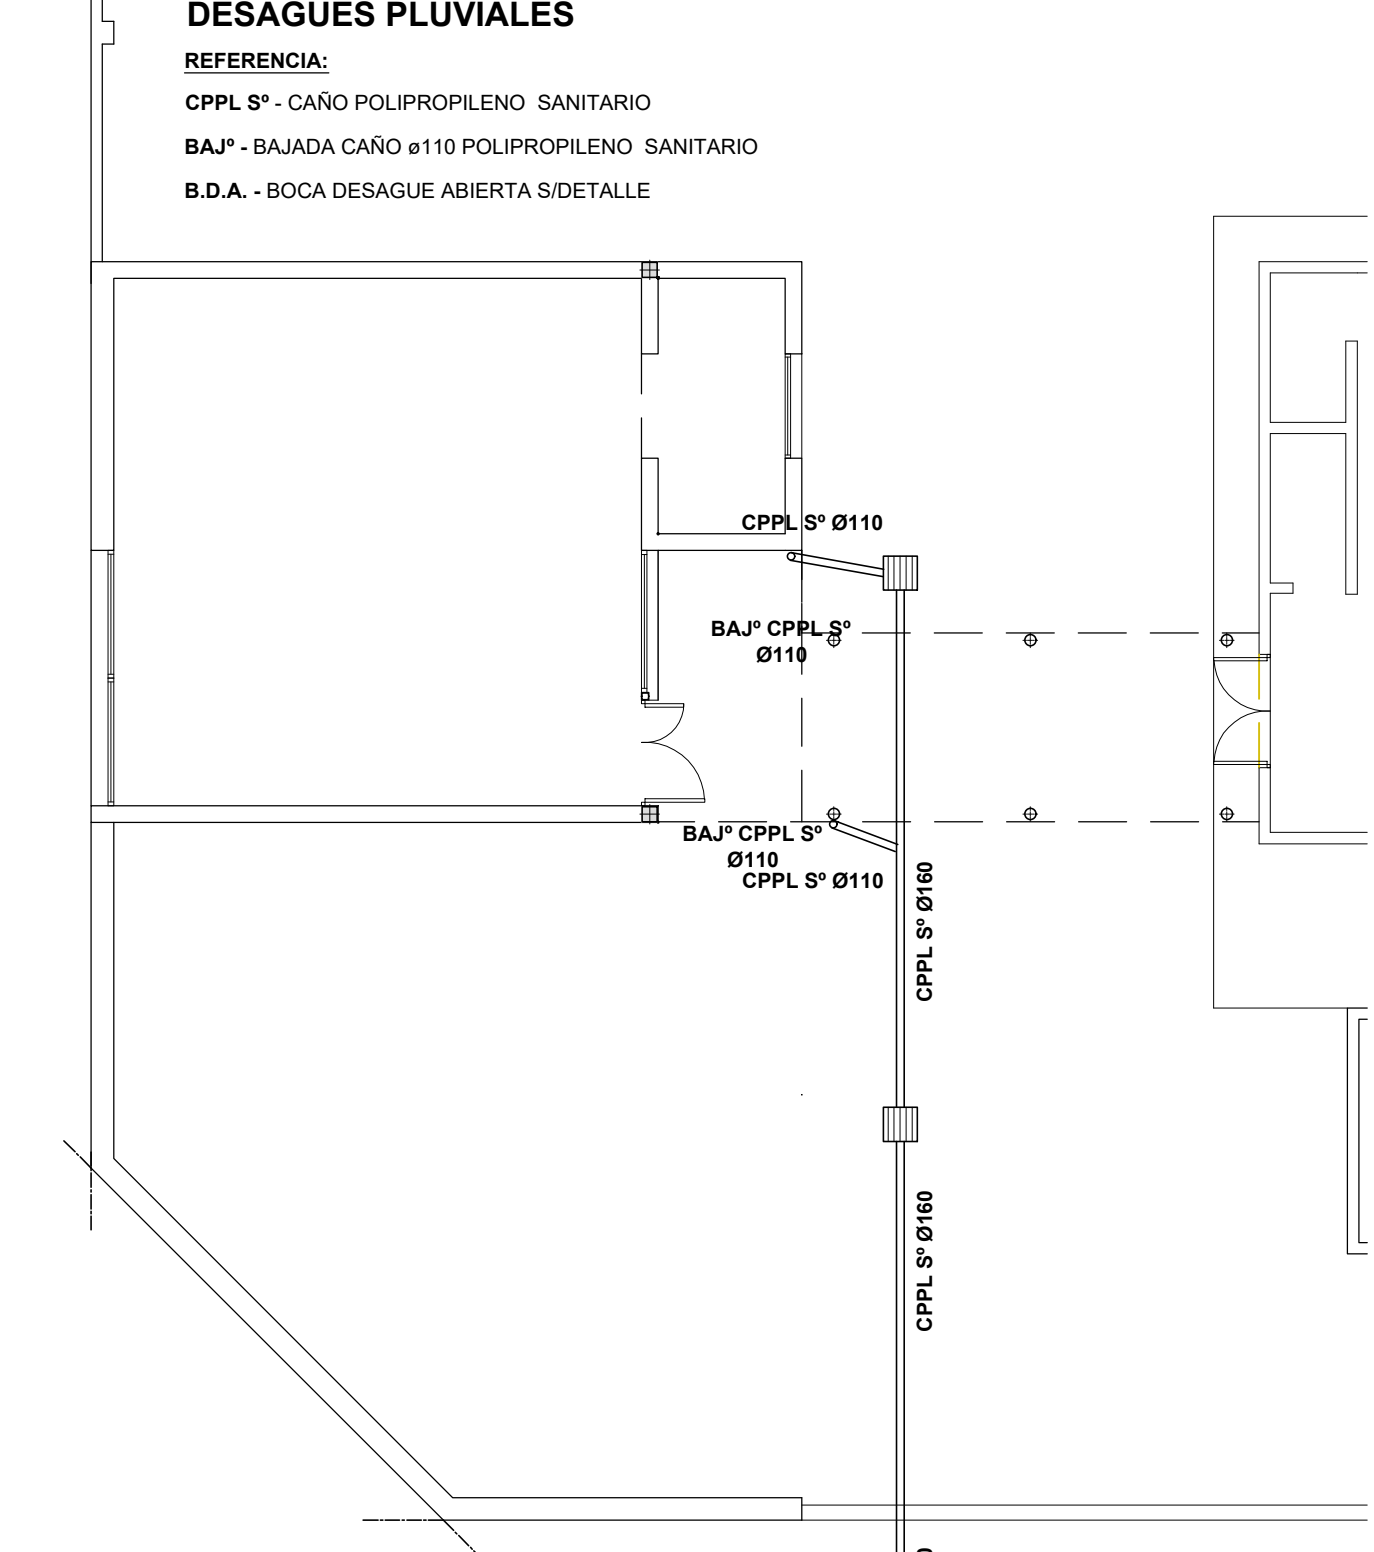 DESAGUES PLUVIALES
REFERENCIA:
CPPL Sº - CAÑO POLIPROPILENO SANITARIO
BAJº - BAJADA CAÑO ø110 POLIPROPILENO SANITARIO
B.D.A. - BOCA DESAGUE ABIERTA S/DETALLE
CPPL Sº Ø110
BAJº CPPL Sº
Ø110
BAJº CPPL Sº
Ø110
CPPL Sº Ø110
CPPL Sº Ø160
CPPL Sº Ø160